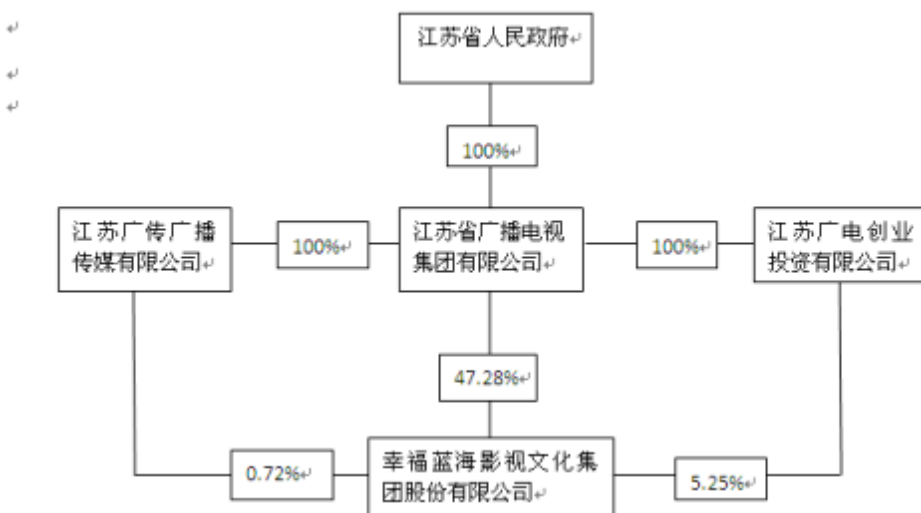 江苏省人民政府
100%
江苏广传广播
传媒有限公司
100%
江苏省广播电视
集团有限公司
100%
江苏广电创业
投资有限公司
47.28%
0.72%
幸福蓝海影视文化集
团股份有限公司
5.25%